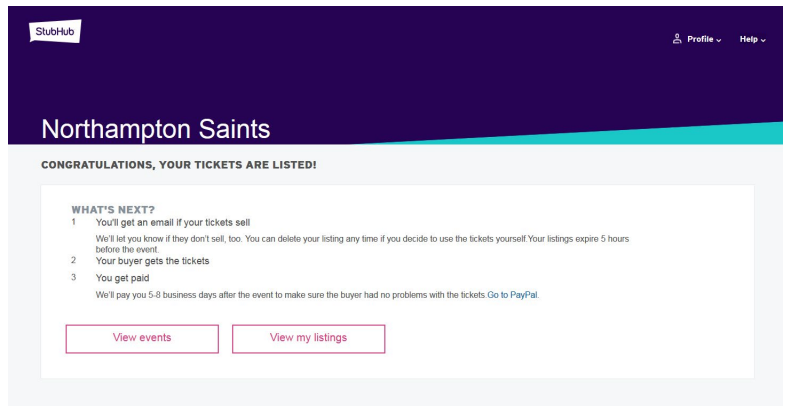 StubHub
Profile Help
Northampton Saints
CONGRATULATIONS, YOUR TICKETS ARE LISTED!
WHAT'S NEXT?
1 You'll get an email if your tickets sell
We'll let you know if they don't sell, too. You can delete your listing any time if you decide to use the tickets yourself.Your listings expire 5 hours
before the event.
2 Your buyer gets the tickets
3 You get paid
We'll pay you 5-8 business days after the event to make sure the buyer had no problems with the tickets.Go to PayPal.
View events View my listings